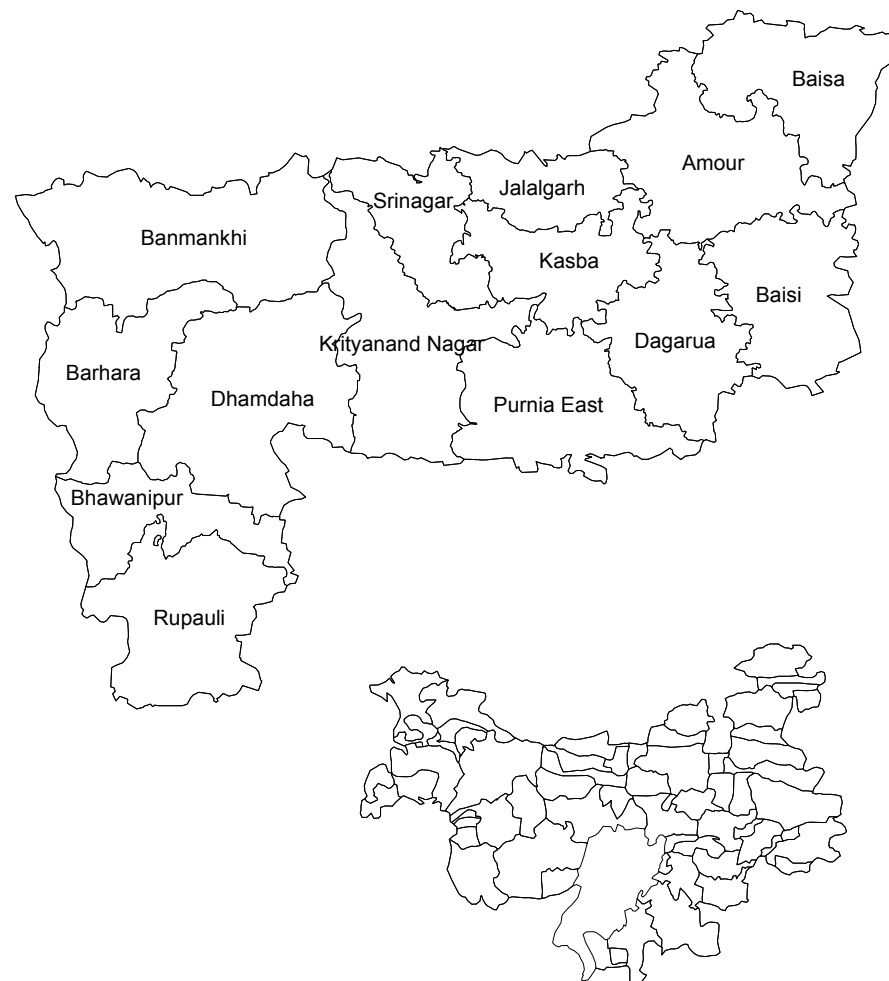 Baisa
Amour
Jalalgarh
Srinagar
Banmankhi
Kasba
Baisi
Krityanand Nagar
Dagarua
Barhara
Dhamdaha
Purnia East
Bhawanipur
Rupauli